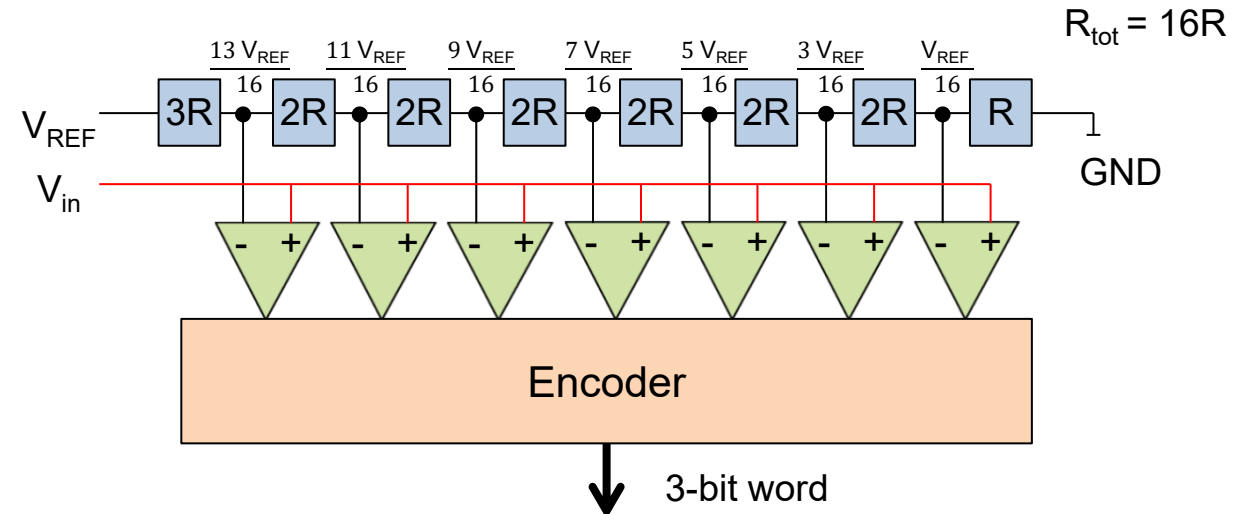 R_tot = 16R
13 V_REF 11 V_REF 9 V_REF 7 V_REF 5 V_REF 3 V_REF V_REF
16 16 16 16 16 16 16
V_REF 3R 2R 2R 2R 2R 2R 2R R
GND
V_in
- + - + - + - + - + - + - +
Encoder
3-bit word